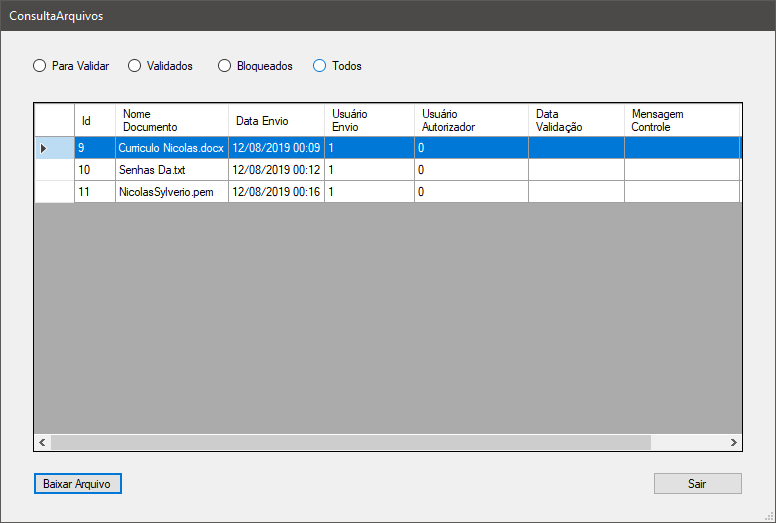 ConsultaArquivos
Para Validar Validados Bloqueados Todos
Id Nome Documento Data Envio Usuário Envio Usuário Autorizador Data Validação Mensagem Controle
9 Curriculo Nicolas.docx 12/08/2019 00:09 1 0
10 Senhas Da.txt 12/08/2019 00:12 1 0
11 NicolasSylverio.pem 12/08/2019 00:16 1 0
Baixar Arquivo Sair